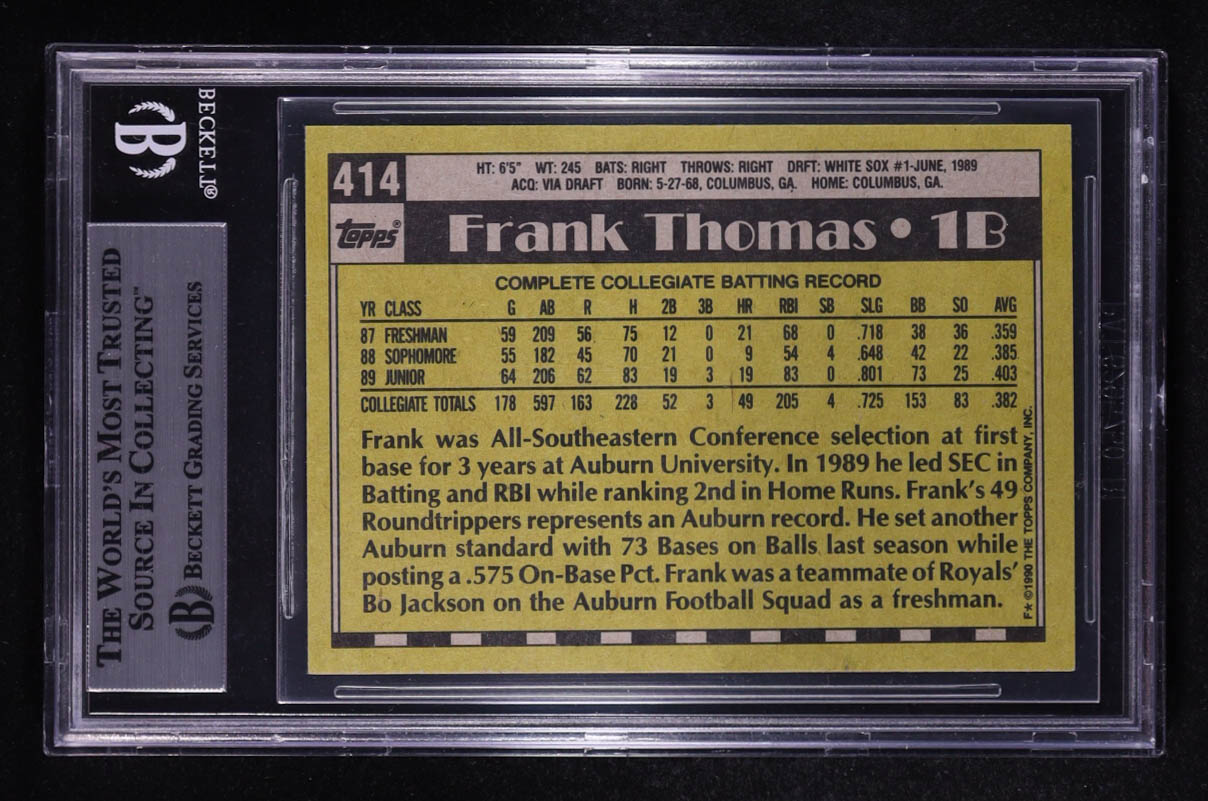 BECKETT®
B
THE WORLD'S MOST TRUSTED
SOURCE IN COLLECTING™
B BECKETT GRADING SERVICES
414
HT: 6'5" WT: 245 BATS: RIGHT THROWS: RIGHT DRFT: WHITE SOX #1-JUNE, 1989
ACQ: VIA DRAFT BORN: 5-27-68, COLUMBUS, GA. HOME: COLUMBUS, GA.
topps®
Frank Thomas • 1B
COMPLETE COLLEGIATE BATTING RECORD
YR CLASS G AB R H 2B 3B HR RBI SB SLG BB SO AVG
87 FRESHMAN 59 209 56 75 12 0 21 68 0 .718 38 36 .359
88 SOPHOMORE 55 182 45 70 21 0 9 54 4 .648 42 22 .385
89 JUNIOR 64 206 62 83 19 3 19 83 0 .801 73 25 .403
COLLEGIATE TOTALS 178 597 163 228 52 3 49 205 4 .725 153 83 .382
Frank was All-Southeastern Conference selection at first
base for 3 years at Auburn University. In 1989 he led SEC in
Batting and RBI while ranking 2nd in Home Runs. Frank's 49
Roundtrippers represents an Auburn record. He set another
Auburn standard with 73 Bases on Balls last season while
posting a .575 On-Base Pct. Frank was a teammate of Royals'
Bo Jackson on the Auburn Football Squad as a freshman.
F* ©1990 THE TOPPS COMPANY, INC.